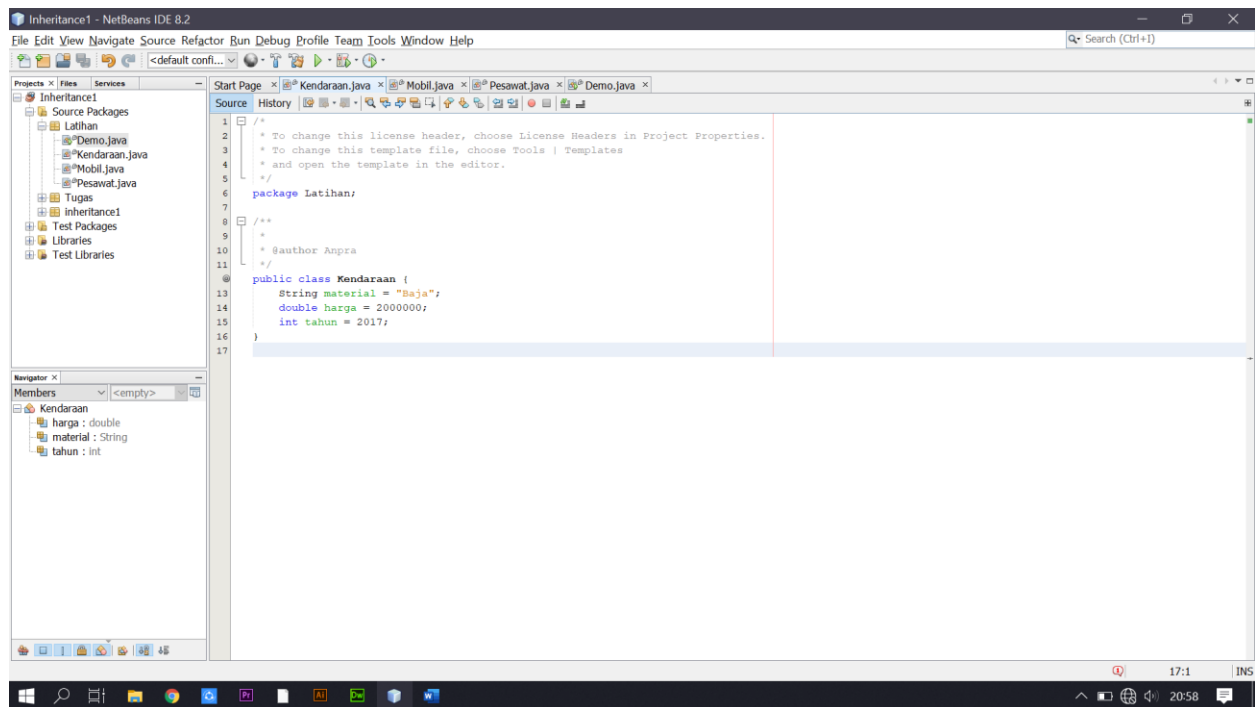 Inheritance1 - NetBeans IDE 8.2
File Edit View Navigate Source Refactor Run Debug Profile Team Tools Window Help
Search (Ctrl+I)
<default confi...
Projects Files Services
Inheritance1
Source Packages
Latihan
Demo.java
Kendaraan.java
Mobil.java
Pesawat.java
Tugas
inheritance1
Test Packages
Libraries
Test Libraries
Navigator
Members <empty>
Kendaraan
harga : double
material : String
tahun : int
Start Page Kendaraan.java Mobil.java Pesawat.java Demo.java
Source History
1 /*
2 * To change this license header, choose License Headers in Project Properties.
3 * To change this template file, choose Tools | Templates
4 * and open the template in the editor.
5 */
6 package Latihan;
7
8 /**
9 *
10 * @author Anpra
11 */
public class Kendaraan {
13 String material = "Baja";
14 double harga = 2000000;
15 int tahun = 2017;
16 }
17
17:1 INS
Pr Ai Dw W
20:58